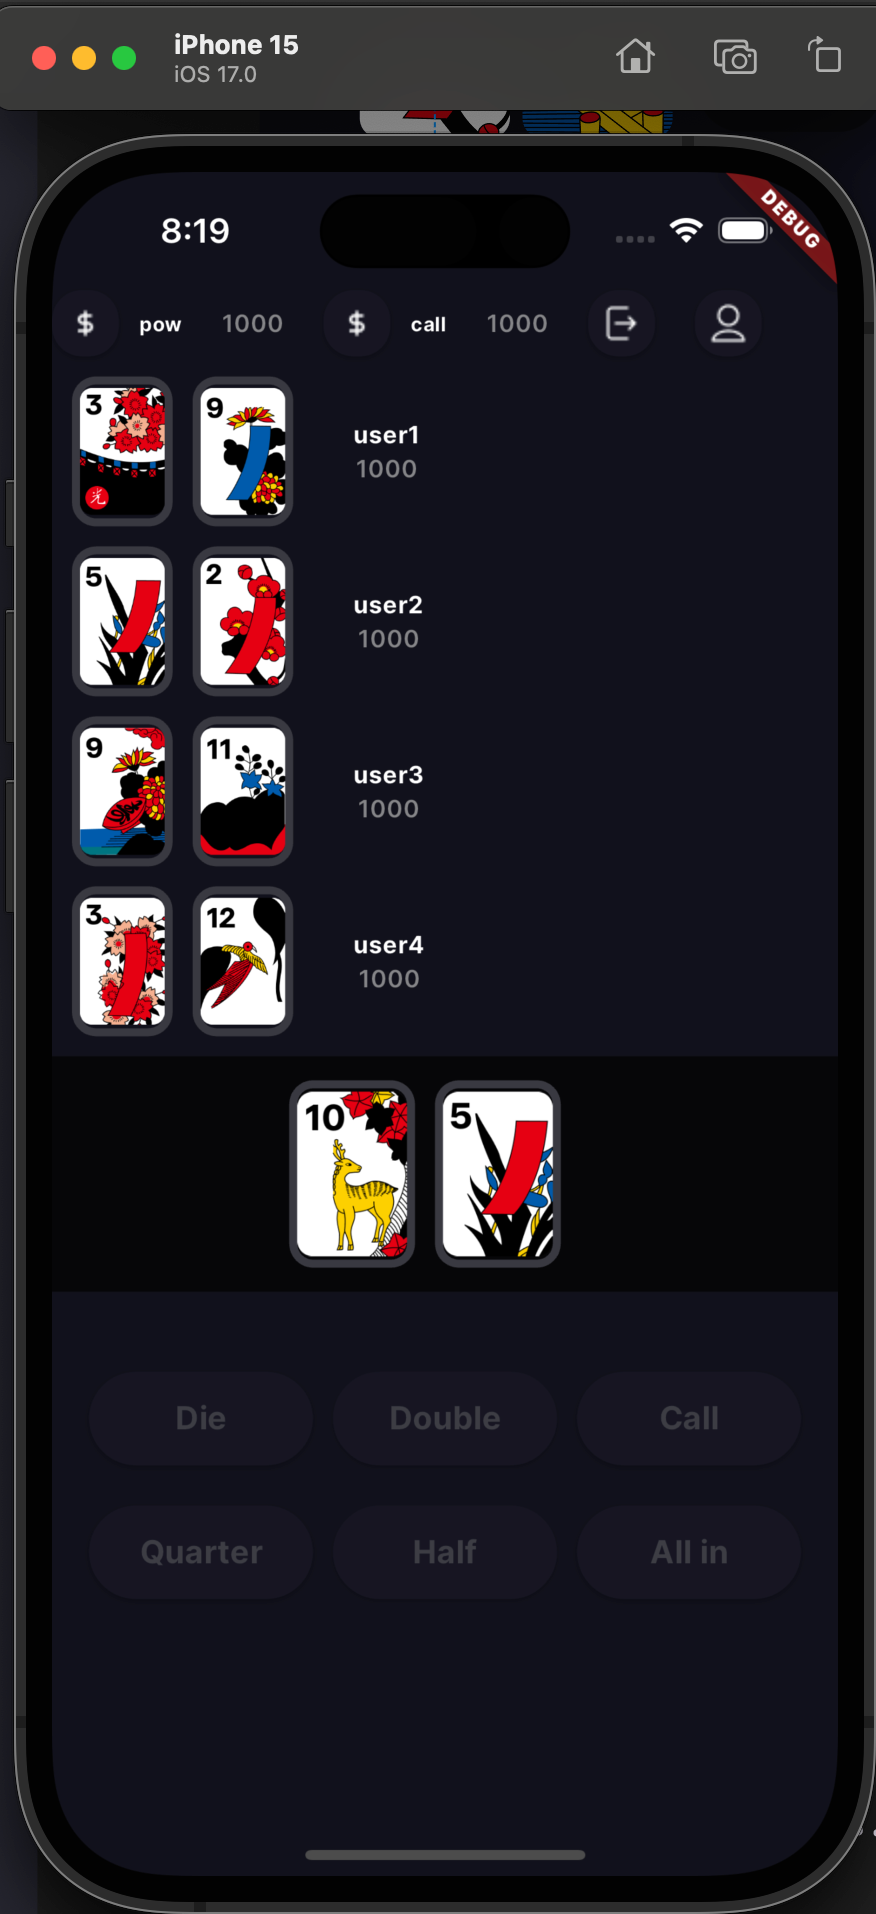 iPhone 15
iOS 17.0
8:19
DEBUG
$ pow 1000 $ call 1000
3 9
光
user1
1000
5 2
user2
1000
9 11
user3
1000
3 12
user4
1000
10 5
Die Double Call
Quarter Half All in